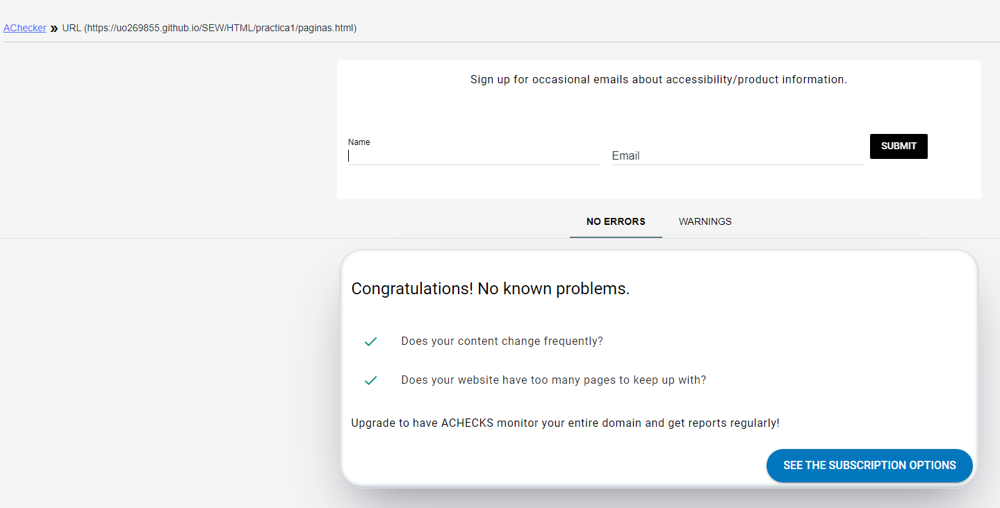 AChecker » URL (https://uo269855.github.io/SEW/HTML/practica1/paginas.html)
Sign up for occasional emails about accessibility/product information.
Name
Email
SUBMIT
NO ERRORS WARNINGS
Congratulations! No known problems.
Does your content change frequently?
Does your website have too many pages to keep up with?
Upgrade to have ACHECKS monitor your entire domain and get reports regularly!
SEE THE SUBSCRIPTION OPTIONS